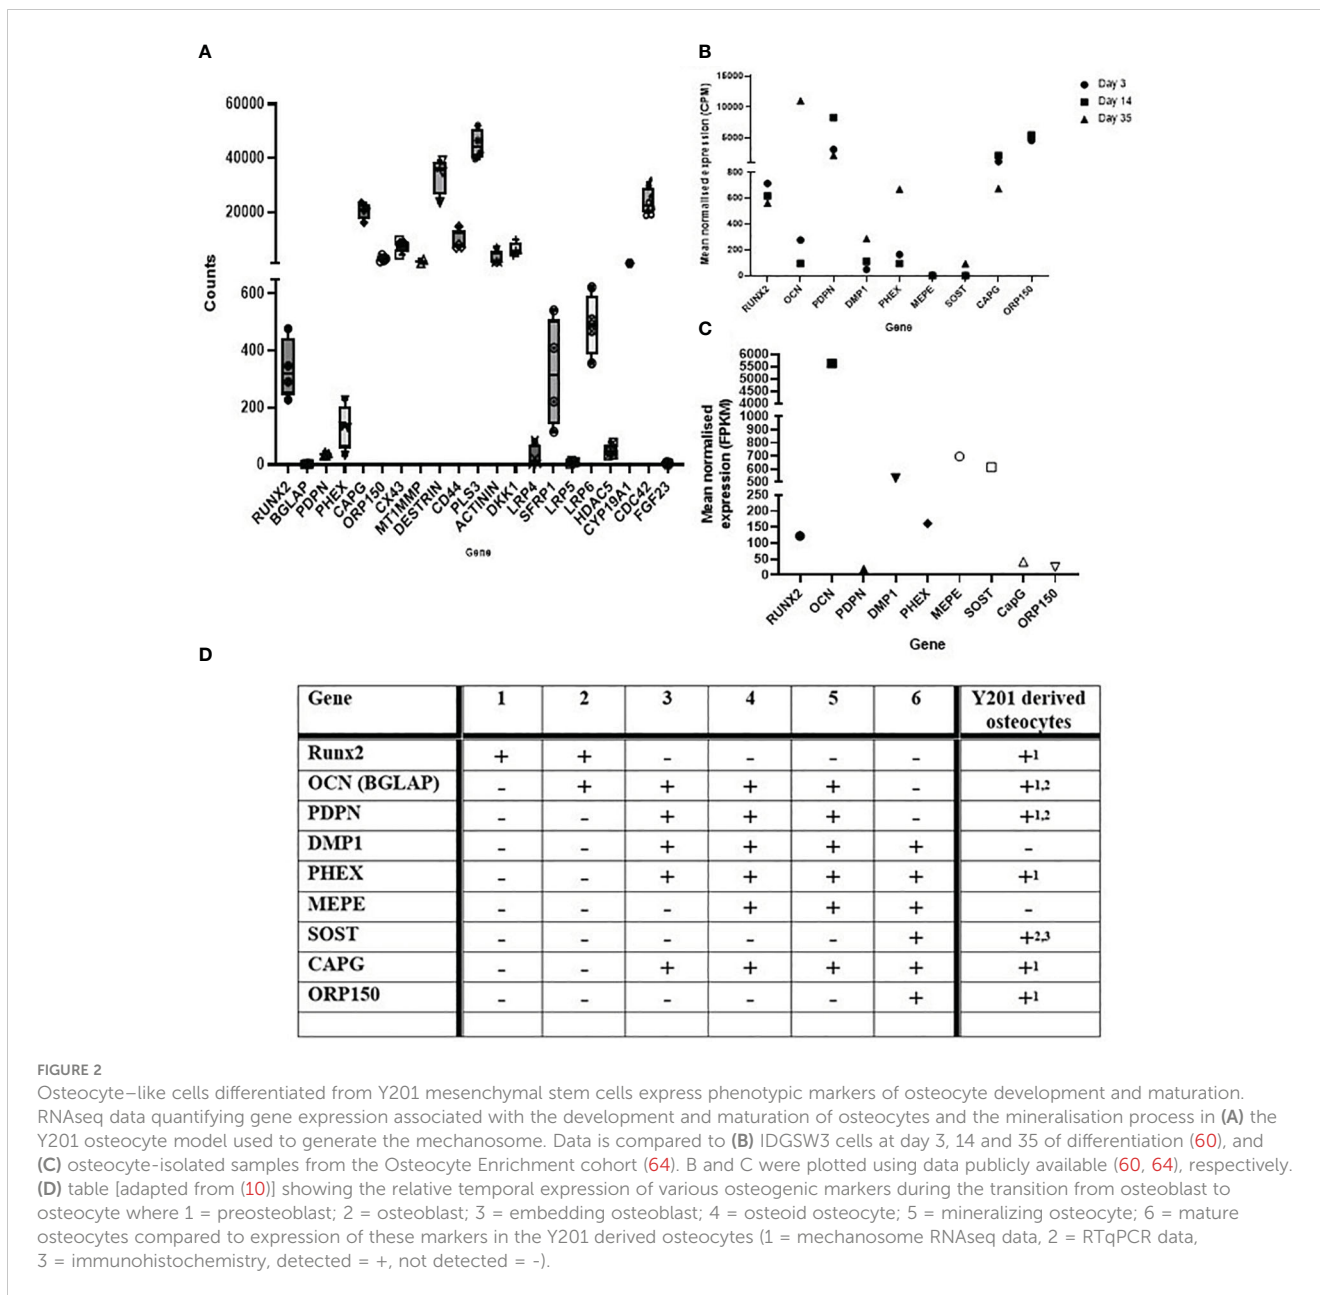 A
60000
40000
20000
600
400
200
0
Counts
RUNX2
BGLAP
PDPN
PHEX
CAPG
ORP150
CX43
MT1MMP
DESTRIN
CD44
PLS3
ACTININ
DKK1
LRP4
SFRP1
LRP5
LRP6
HDAC5
CYP19A1
CDC42
FGF23
Gene
B
15000
10000
5000
800
600
400
200
0
Mean normalised expression (CPM)
Day 3
Day 14
Day 35
RUNX2
OCN
PDPN
DMP1
PHEX
MEPE
SOST
CAPG
ORP150
Gene
C
6000
5500
5000
4500
4000
1000
900
800
700
600
500
250
200
150
100
50
0
Mean normalised
expression (FPKM)
RUNX2
OCN
PDPN
DMP1
PHEX
MEPE
SOST
CapG
ORP150
Gene
D
Gene 1 2 3 4 5 6 Y201 derived
osteocytes
Runx2 + + - - - - +1
OCN (BGLAP) - + + + + - +1,2
PDPN - - + + + - +1,2
DMP1 - - + + + + -
PHEX - - + + + + +1
MEPE - - - + + + -
SOST - - - - - + +2,3
CAPG - - + + + + +1
ORP150 - - - - - + +1
FIGURE 2
Osteocyte–like cells differentiated from Y201 mesenchymal stem cells express phenotypic markers of osteocyte development and maturation.
RNAseq data quantifying gene expression associated with the development and maturation of osteocytes and the mineralisation process in (A) the
Y201 osteocyte model used to generate the mechanosome. Data is compared to (B) IDGSW3 cells at day 3, 14 and 35 of differentiation (60), and
(C) osteocyte-isolated samples from the Osteocyte Enrichment cohort (64). B and C were plotted using data publicly available (60, 64), respectively.
(D) table [adapted from (10)] showing the relative temporal expression of various osteogenic markers during the transition from osteoblast to
osteocyte where 1 = preosteoblast; 2 = osteoblast; 3 = embedding osteoblast; 4 = osteoid osteocyte; 5 = mineralizing osteocyte; 6 = mature
osteocytes compared to expression of these markers in the Y201 derived osteocytes (1 = mechanosome RNAseq data, 2 = RTqPCR data,
3 = immunohistochemistry, detected = +, not detected = -).